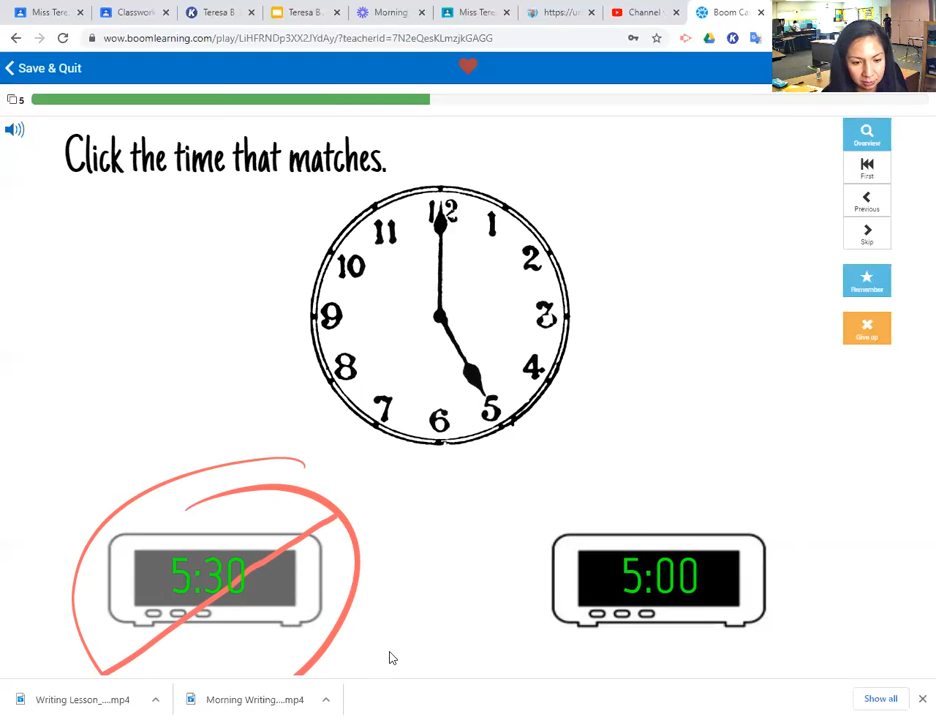 Miss Tere
Classwork
Teresa B
Teresa B
Morning
Miss Tere
https://ur
Channel
Boom Ca
wow.boomlearning.com/play/LiHFRNDp3XX2JYdAy/?teacherId=7N2eQesKLmzjkGAGG
Save & Quit
5
Click the time that matches.
Overview
First
Previous
Skip
Remember
Give up
12
1
2
3
4
5
6
7
8
9
10
11
5:30
5:00
Writing Lesson_....mp4
Morning Writing....mp4
Show all